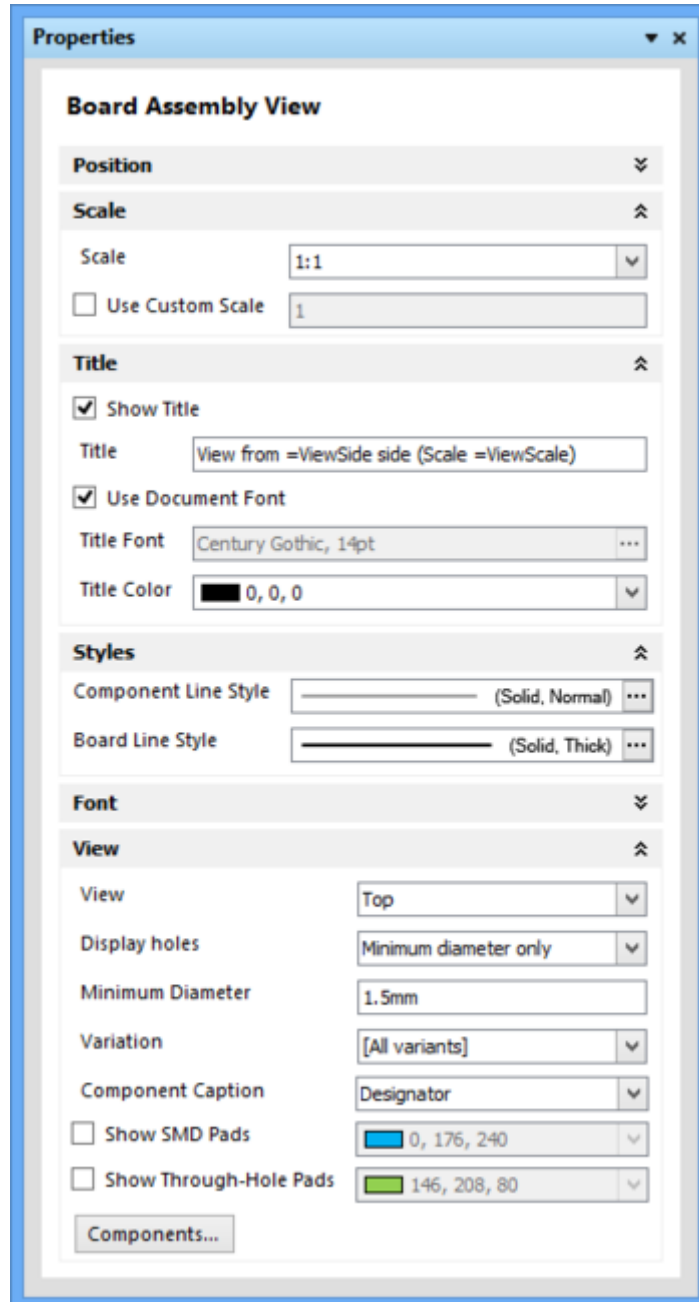 Properties
Board Assembly View
Position
Scale
Scale 1:1
Use Custom Scale 1
Title
Show Title
Title View from =ViewSide side (Scale =ViewScale)
Use Document Font
Title Font Century Gothic, 14pt ...
Title Color 0, 0, 0
Styles
Component Line Style (Solid, Normal) ...
Board Line Style (Solid, Thick) ...
Font
View
View Top
Display holes Minimum diameter only
Minimum Diameter 1.5mm
Variation [All variants]
Component Caption Designator
Show SMD Pads 0, 176, 240
Show Through-Hole Pads 146, 208, 80
Components...